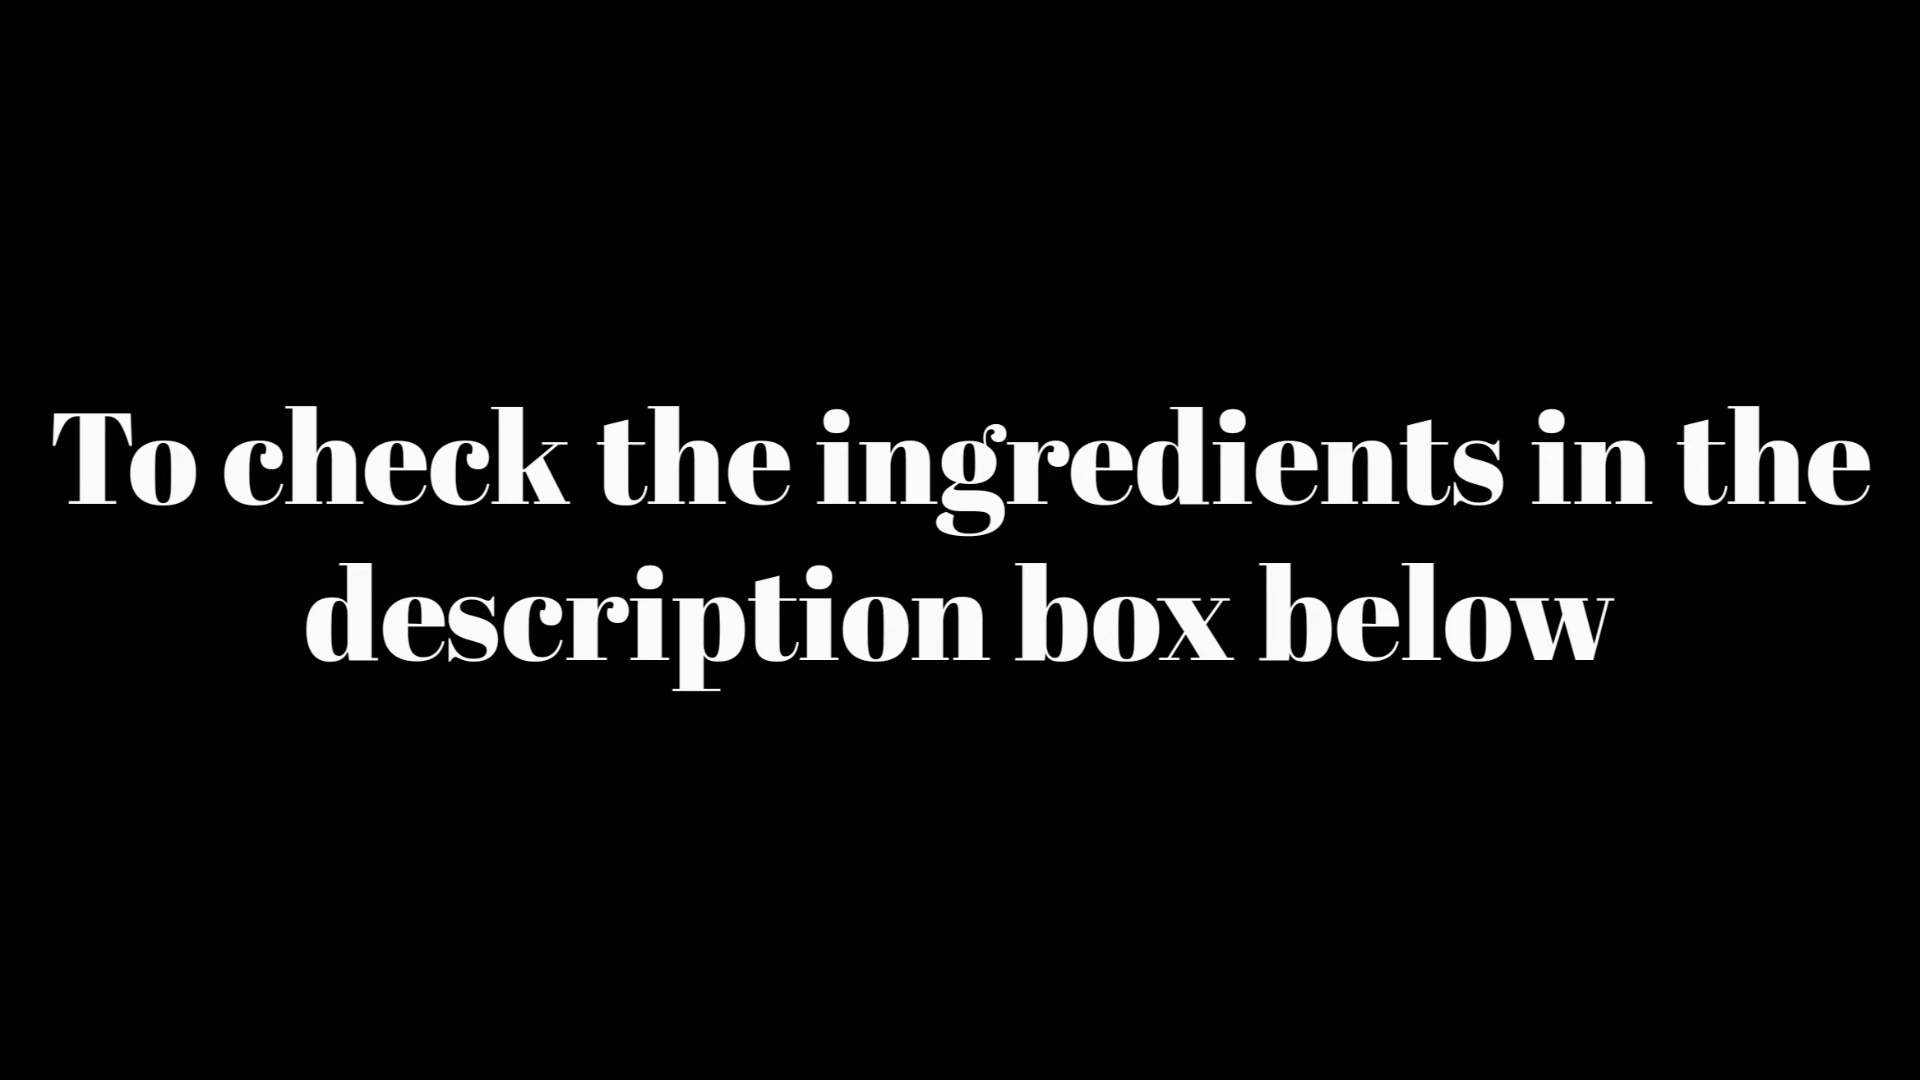 To check the ingredients in the
description box below